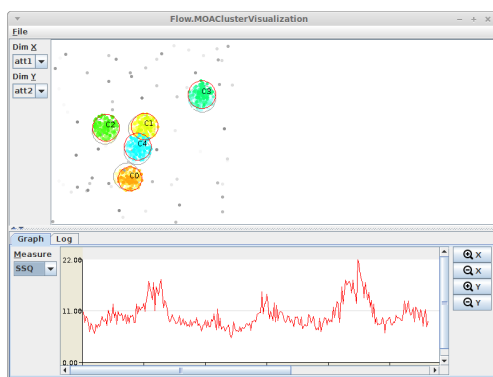 Flow.MOAClusterVisualization
File
Dim X
att1
Dim Y
att2
C3
C2
C1
C4
C0
Graph
Log
Measure
SSQ
22.00
11.00
0.00
X
X
Y
Y